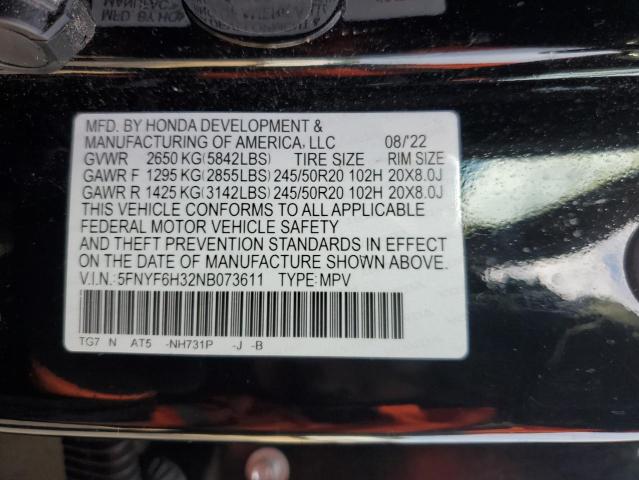 MFD. BY HONDA DEVELOPMENT &
MANUFACTURING OF AMERICA, LLC 08/'22
GVWR 2650 KG(5842LBS) TIRE SIZE RIM SIZE
GAWR F 1295 KG(2855LBS) 245/50R20 102H 20X8.0J
GAWR R 1425 KG(3142LBS) 245/50R20 102H 20X8.0J
THIS VEHICLE CONFORMS TO ALL APPLICABLE
FEDERAL MOTOR VEHICLE SAFETY
AND THEFT PREVENTION STANDARDS IN EFFECT
ON THE DATE OF MANUFACTURE SHOWN ABOVE.
V.I.N.:5FNYF6H32NB073611 TYPE:MPV
TG7 N AT5 -NH731P -J -B